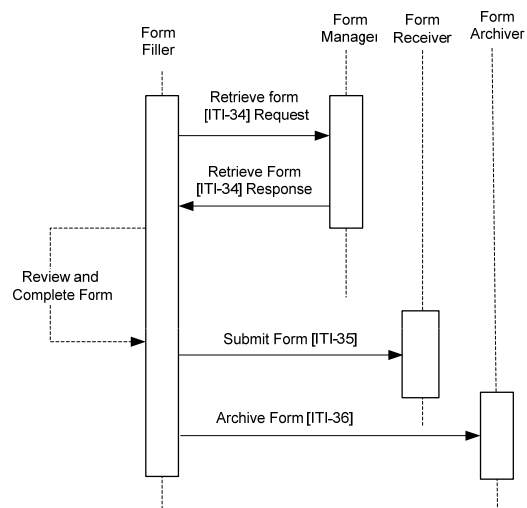 Form
Filler
Form
Manager
Form
Receiver
Form
Archiver
Retrieve form
[ITI-34] Request
Retrieve Form
[ITI-34] Response
Review and
Complete Form
Submit Form [ITI-35]
Archive Form [ITI-36]